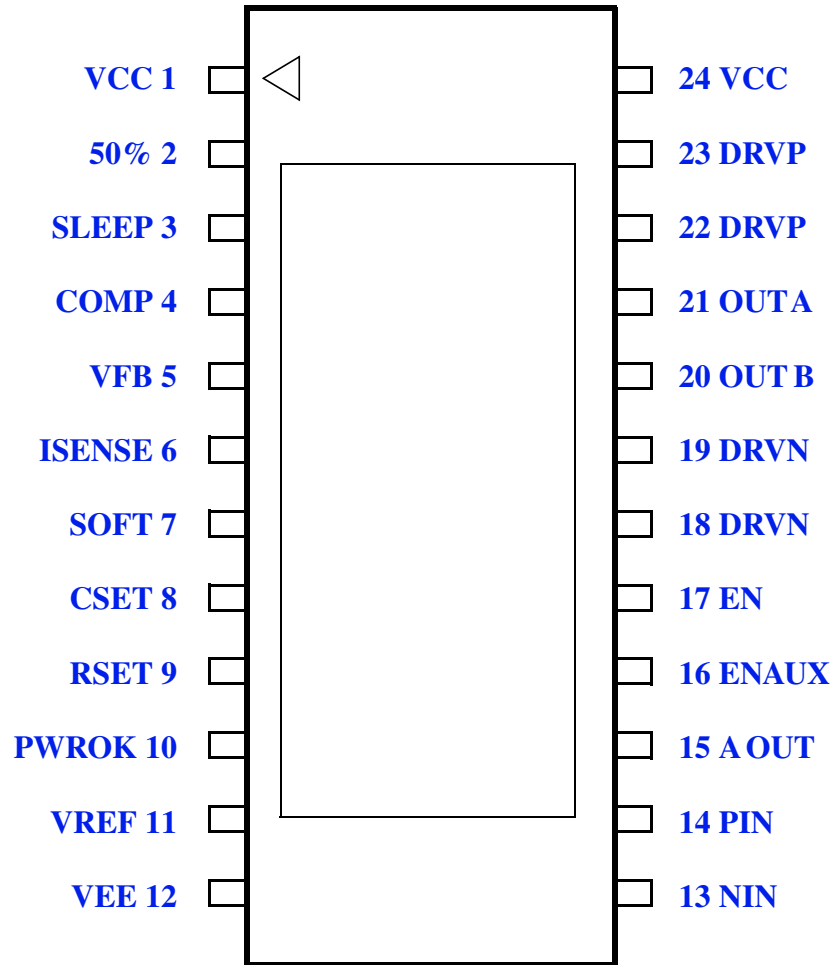 VCC 1
50% 2
SLEEP 3
COMP 4
VFB 5
ISENSE 6
SOFT 7
CSET 8
RSET 9
PWROK 10
VREF 11
VEE 12
24 VCC
23 DRVP
22 DRVP
21 OUT A
20 OUT B
19 DRVN
18 DRVN
17 EN
16 ENAUX
15 A OUT
14 PIN
13 NIN